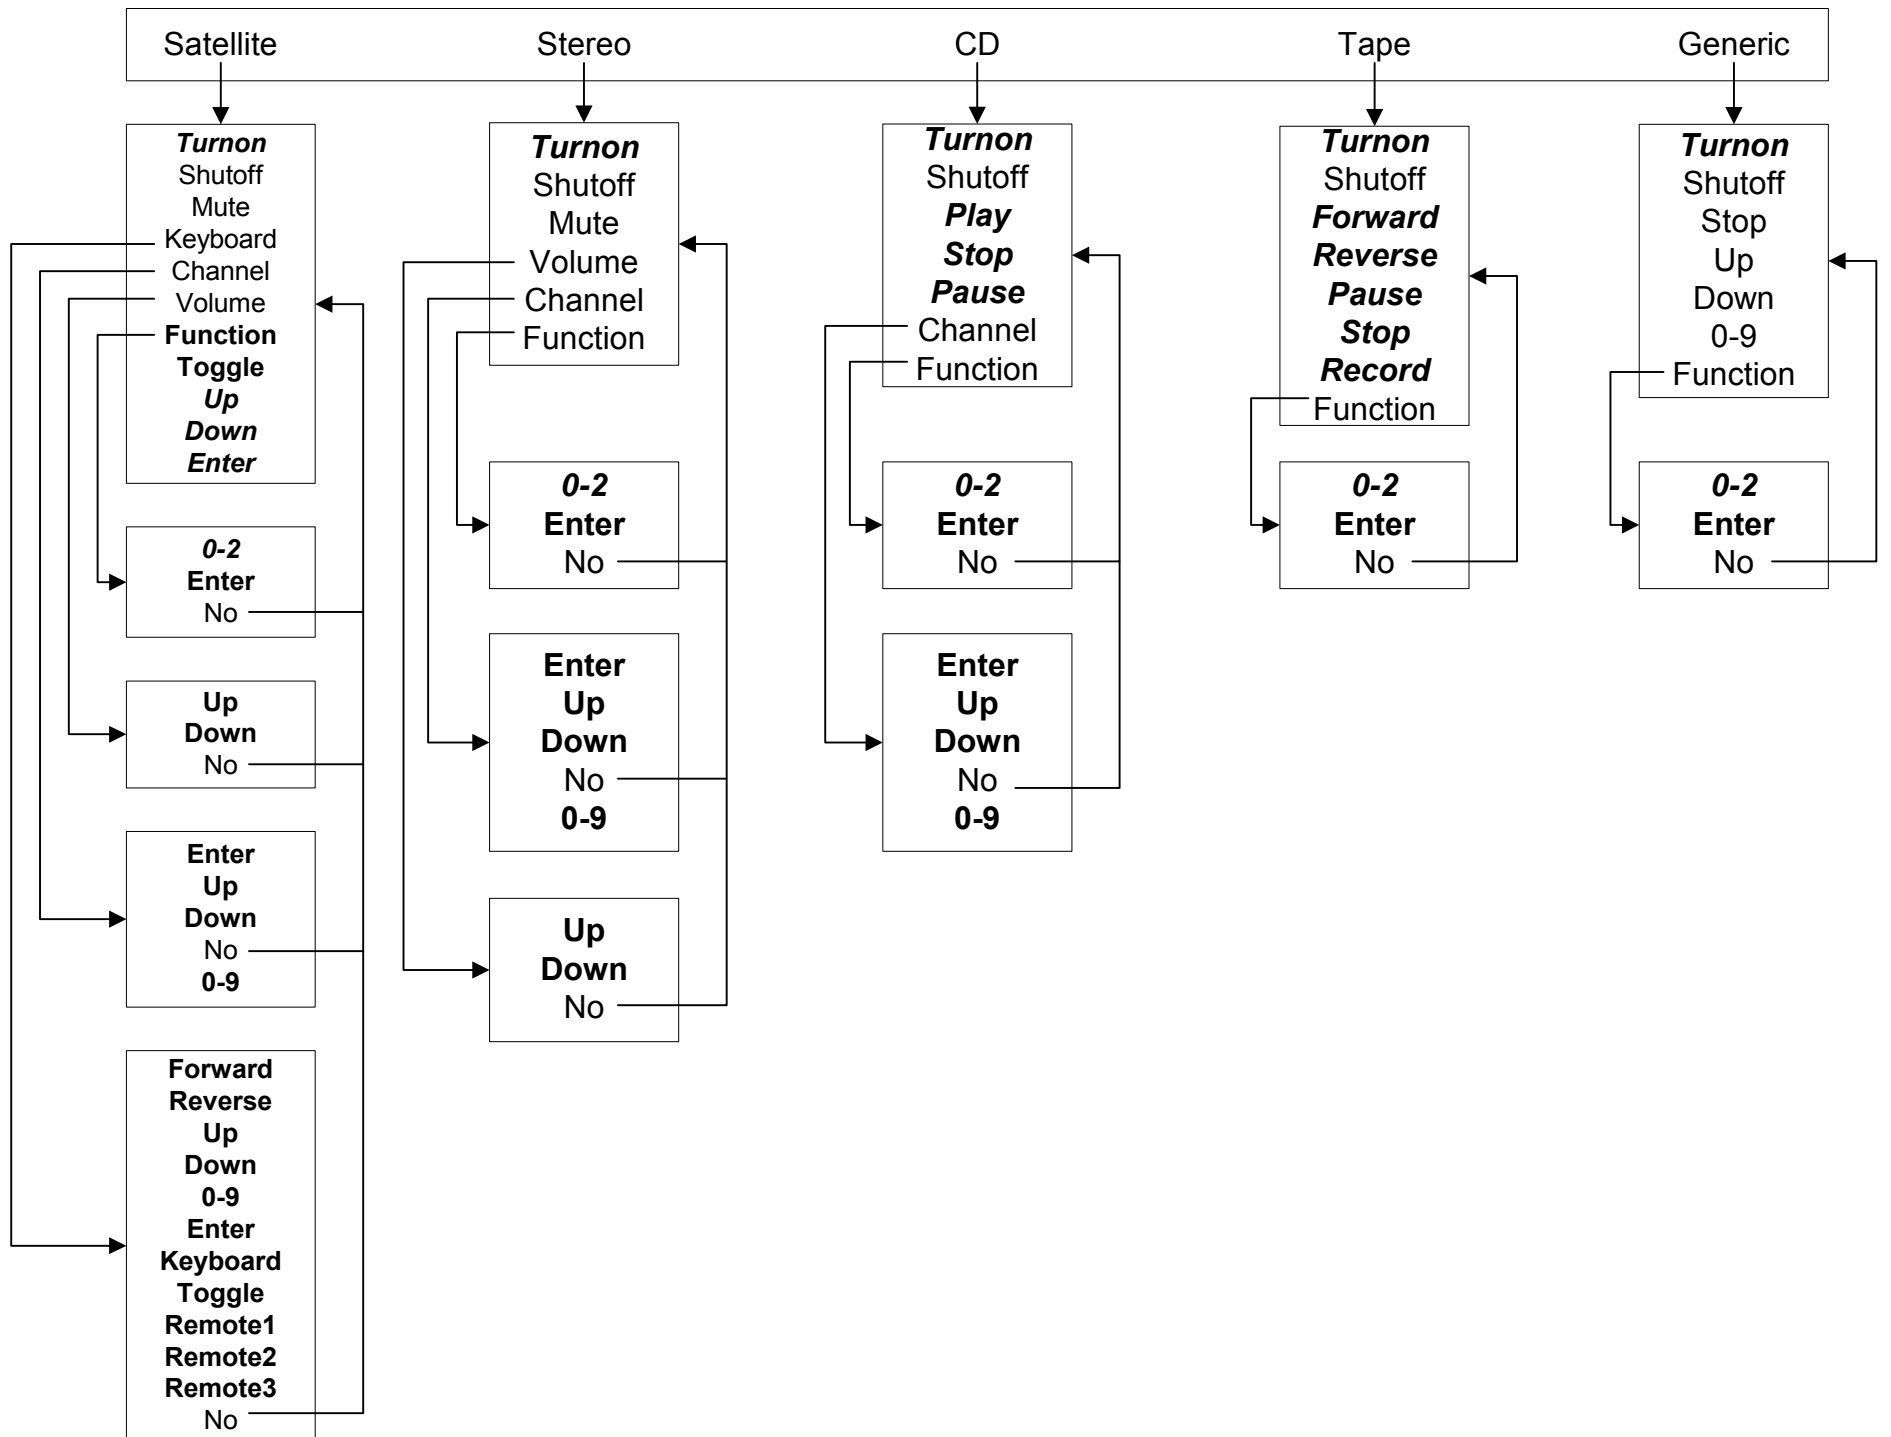 Satellite
Stereo
CD
Tape
Generic
Turnon
Shutoff
Mute
Keyboard
Channel
Volume
Function
Toggle
Up
Down
Enter
0-2
Enter
No
Up
Down
No
Enter
Up
Down
No
0-9
Forward
Reverse
Up
Down
0-9
Enter
Keyboard
Toggle
Remote1
Remote2
Remote3
No
Turnon
Shutoff
Mute
Volume
Channel
Function
0-2
Enter
No
Enter
Up
Down
No
0-9
Up
Down
No
Turnon
Shutoff
Play
Stop
Pause
Channel
Function
0-2
Enter
No
Enter
Up
Down
No
0-9
Turnon
Shutoff
Forward
Reverse
Pause
Stop
Record
Function
0-2
Enter
No
Turnon
Shutoff
Stop
Up
Down
0-9
Function
0-2
Enter
No